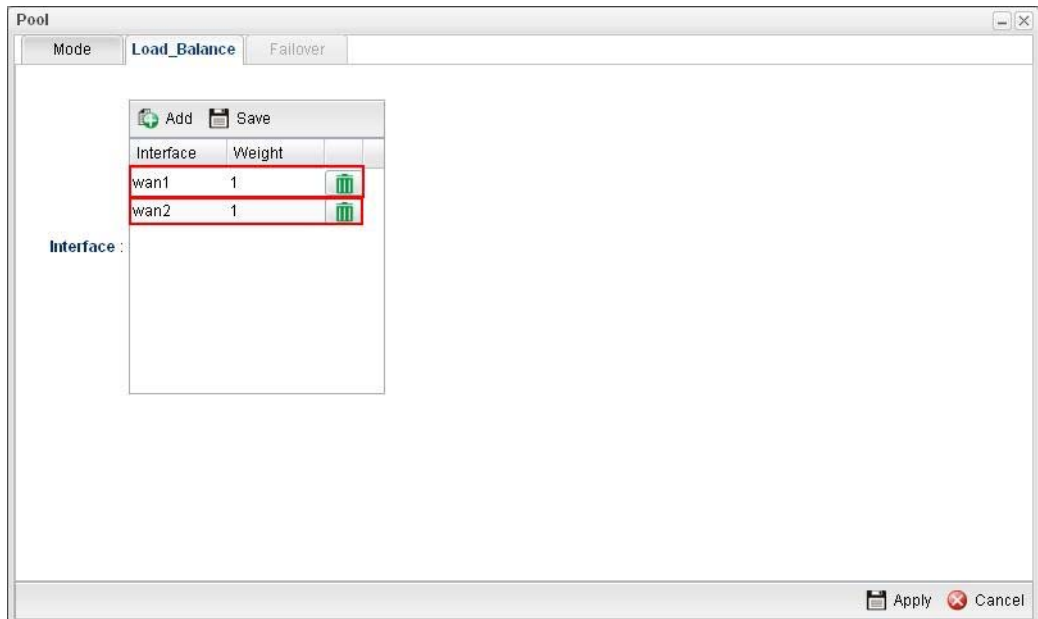 Pool
Mode Load_Balance Failover
Add Save
Interface Weight
wan1 1
wan2 1
Interface :
Apply Cancel